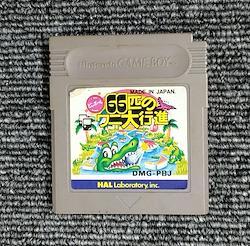 Nintendo GAME BOY
MADE IN JAPAN
66匹の
ワニ大行進
DMG-PBJ
HAL Laboratory, inc.